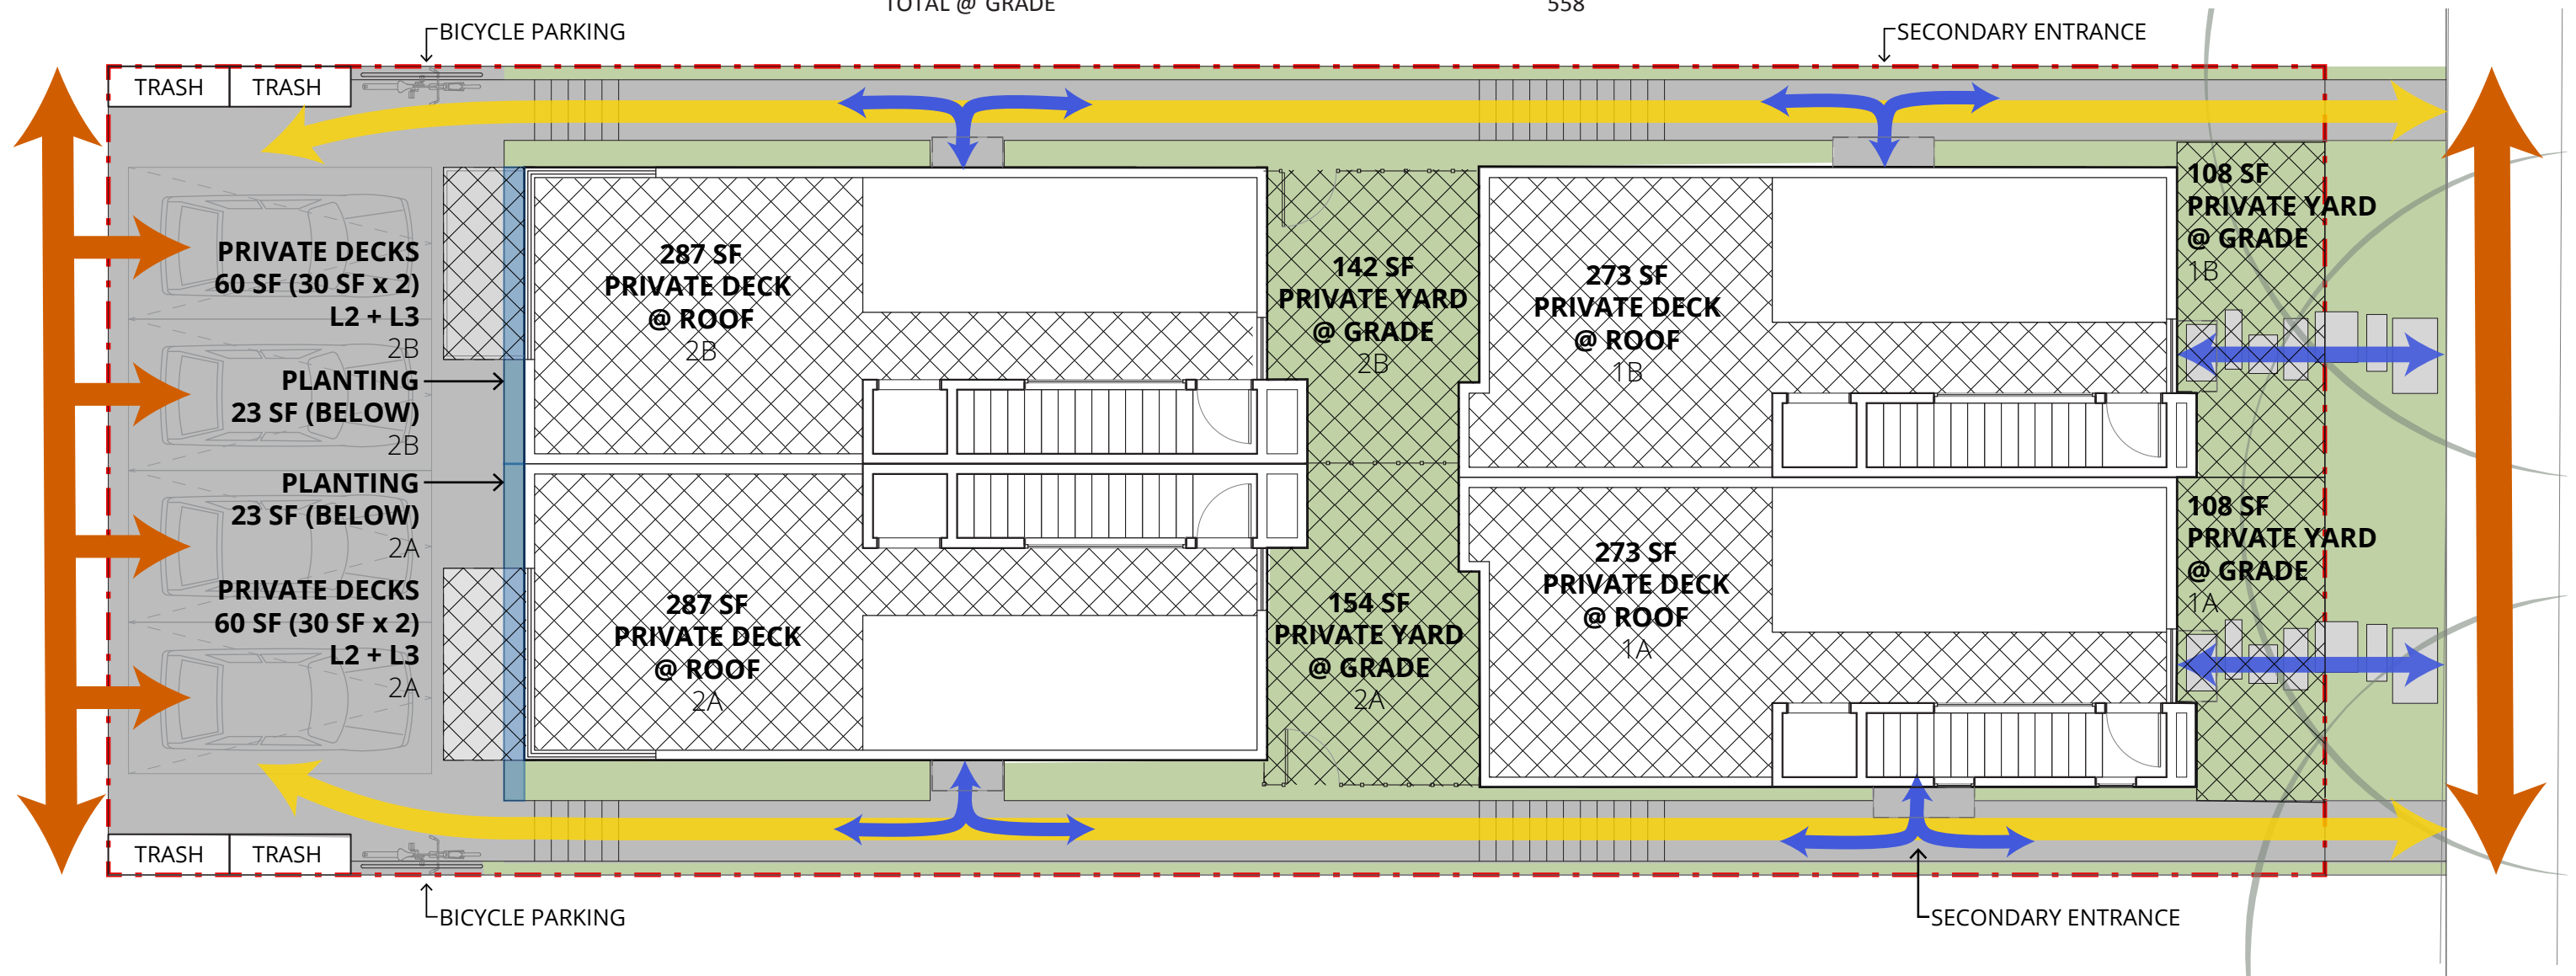 TOTAL @ GRADE 558
BICYCLE PARKING
SECONDARY ENTRANCE
TRASH
TRASH
PRIVATE DECKS
60 SF (30 SF x 2)
L2 + L3
2B
PLANTING
23 SF (BELOW)
2B
PLANTING
23 SF (BELOW)
2A
PRIVATE DECKS
60 SF (30 SF x 2)
L2 + L3
2A
287 SF
PRIVATE DECK
@ ROOF
2B
287 SF
PRIVATE DECK
@ ROOF
2A
142 SF
PRIVATE YARD
@ GRADE
2B
154 SF
PRIVATE YARD
@ GRADE
2A
273 SF
PRIVATE DECK
@ ROOF
1B
273 SF
PRIVATE DECK
@ ROOF
1A
108 SF
PRIVATE YARD
@ GRADE
1B
108 SF
PRIVATE YARD
@ GRADE
1A
TRASH
TRASH
BICYCLE PARKING
SECONDARY ENTRANCE